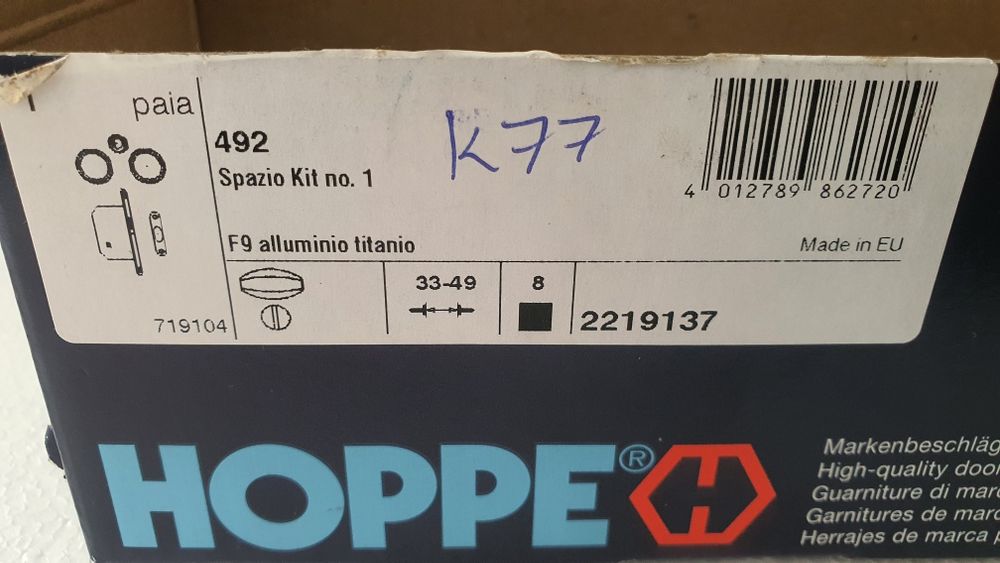 paia
492
K77
Spazio Kit no. 1
4 012789 862720
F9 alluminio titanio
Made in EU
33-49
8
719104
2219137
HOPPE®
Markenbeschläg
High-quality door
Guarniture di marc
Garnitures de marc
Herrajes de marca p